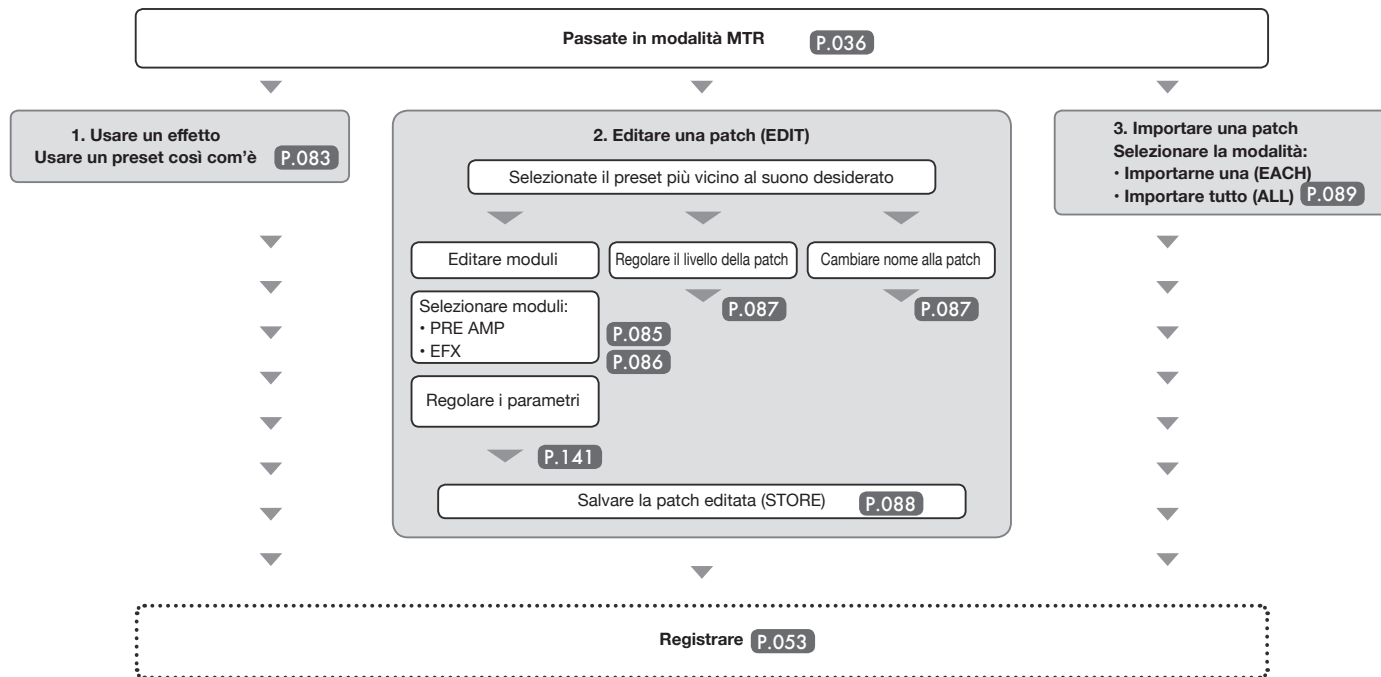 Passate in modalità MTR P.036
1. Usare un effetto
Usare un preset così com'è P.083
2. Editare una patch (EDIT)
Selezionate il preset più vicino al suono desiderato
Editare moduli
Regolare il livello della patch
Cambiare nome alla patch
Selezionare moduli:
• PRE AMP
• EFX
P.085
P.086
P.087
P.087
Regolare i parametri
P.141
Salvare la patch editata (STORE) P.088
3. Importare una patch
Selezionare la modalità:
• Importarne una (EACH)
• Importare tutto (ALL) P.089
Registrare P.053